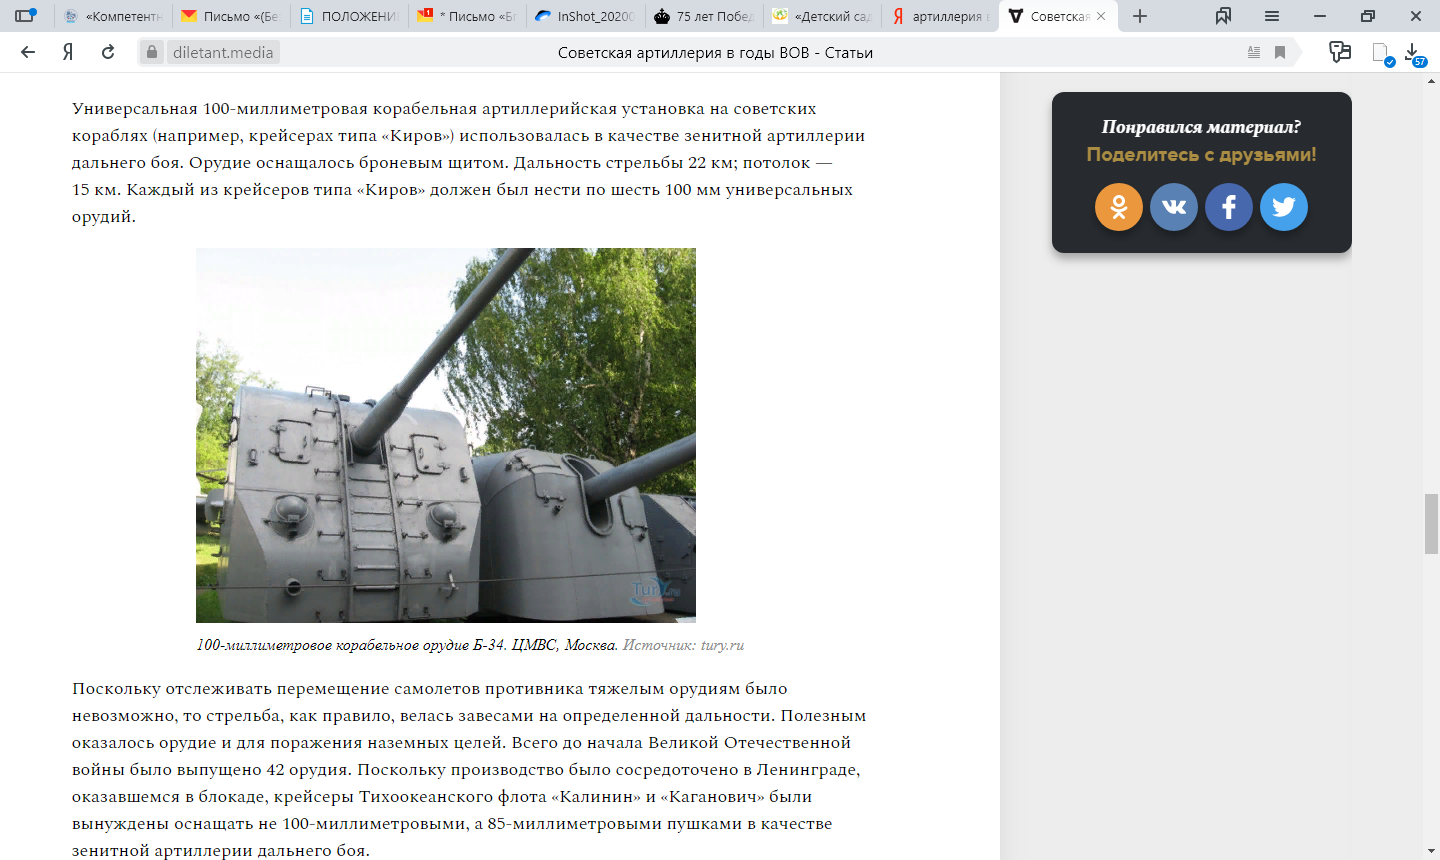 «Компетентн
Письмо «(Бе
ПОЛОЖЕНИ
* Письмо «Б
InShot_2020
75 лет Побед
«Детский сад
артиллерия в
Советская
Я
diletant.media
Советская артиллерия в годы ВОВ - Статьи
57
Универсальная 100-миллиметровая корабельная артиллерийская установка на советских
кораблях (например, крейсерах типа «Киров») использовалась в качестве зенитной артиллерии
дальнего боя. Орудие оснащалось броневым щитом. Дальность стрельбы 22 км; потолок —
15 км. Каждый из крейсеров типа «Киров» должен был нести по шесть 100 мм универсальных
орудий.
Понравился материал?
Поделитесь с друзьями!
Tury.ru
100-миллиметровое корабельное орудие Б-34. ЦМВС, Москва. Источник: tury.ru
Поскольку отслеживать перемещение самолетов противника тяжелым орудиям было
невозможно, то стрельба, как правило, велась завесами на определенной дальности. Полезным
оказалось орудие и для поражения наземных целей. Всего до начала Великой Отечественной
войны было выпущено 42 орудия. Поскольку производство было сосредоточено в Ленинграде,
оказавшемся в блокаде, крейсеры Тихоокеанского флота «Калинин» и «Каганович» были
вынуждены оснащать не 100-миллиметровыми, а 85-миллиметровыми пушками в качестве
зенитной артиллерии дальнего боя.